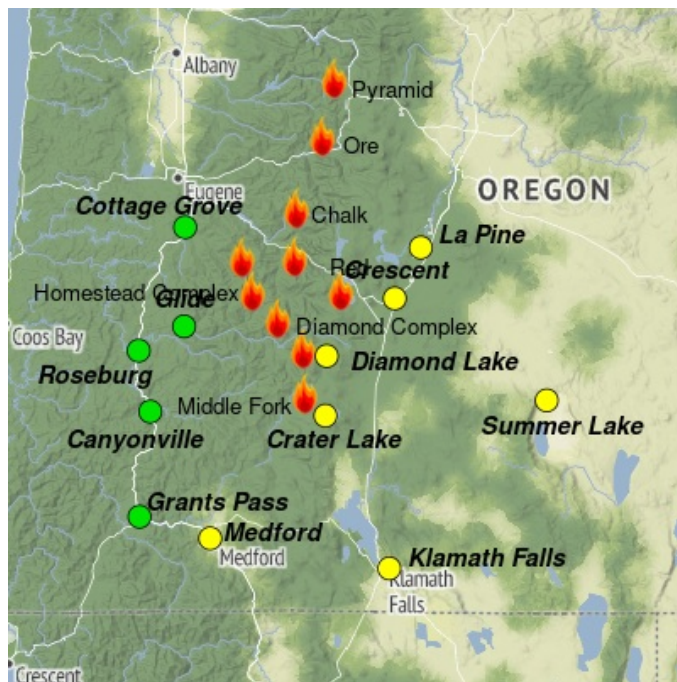 Albany
Pyramid
Ore
Eugene
OREGON
Cottage Grove
Chalk
La Pine
Crescent
Homestead Complex
Glide
Diamond Complex
Coos Bay
Diamond Lake
Roseburg
Middle Fork
Summer Lake
Canyonville
Crater Lake
Grants Pass
Medford
Medford
Klamath Falls
Klamath
Falls
Crescent